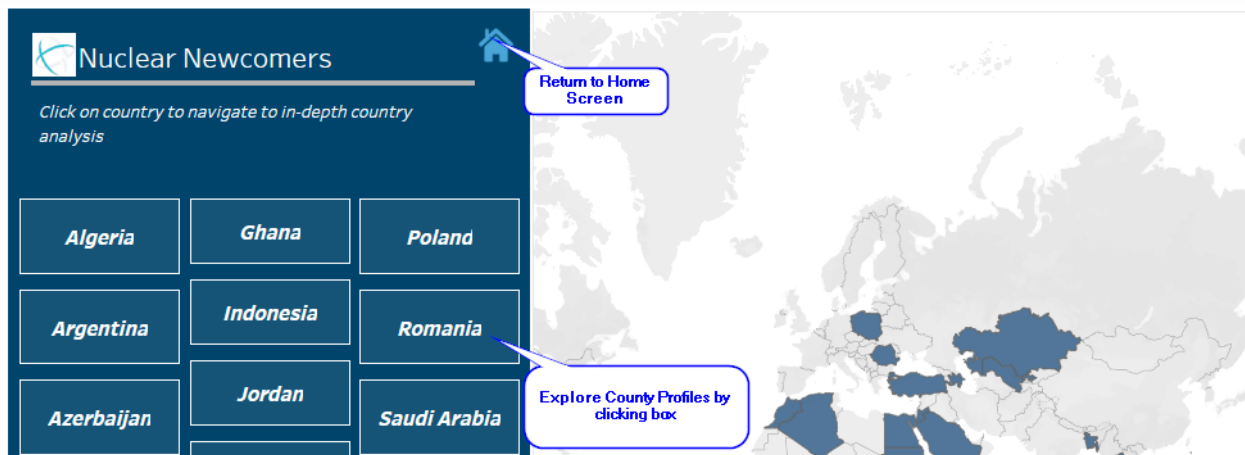 Nuclear Newcomers
Return to Home
Screen
Click on country to navigate to in-depth country
analysis
Algeria
Ghana
Poland
Argentina
Indonesia
Romania
Azerbaijan
Jordan
Saudi Arabia
Explore County Profiles by
clicking box